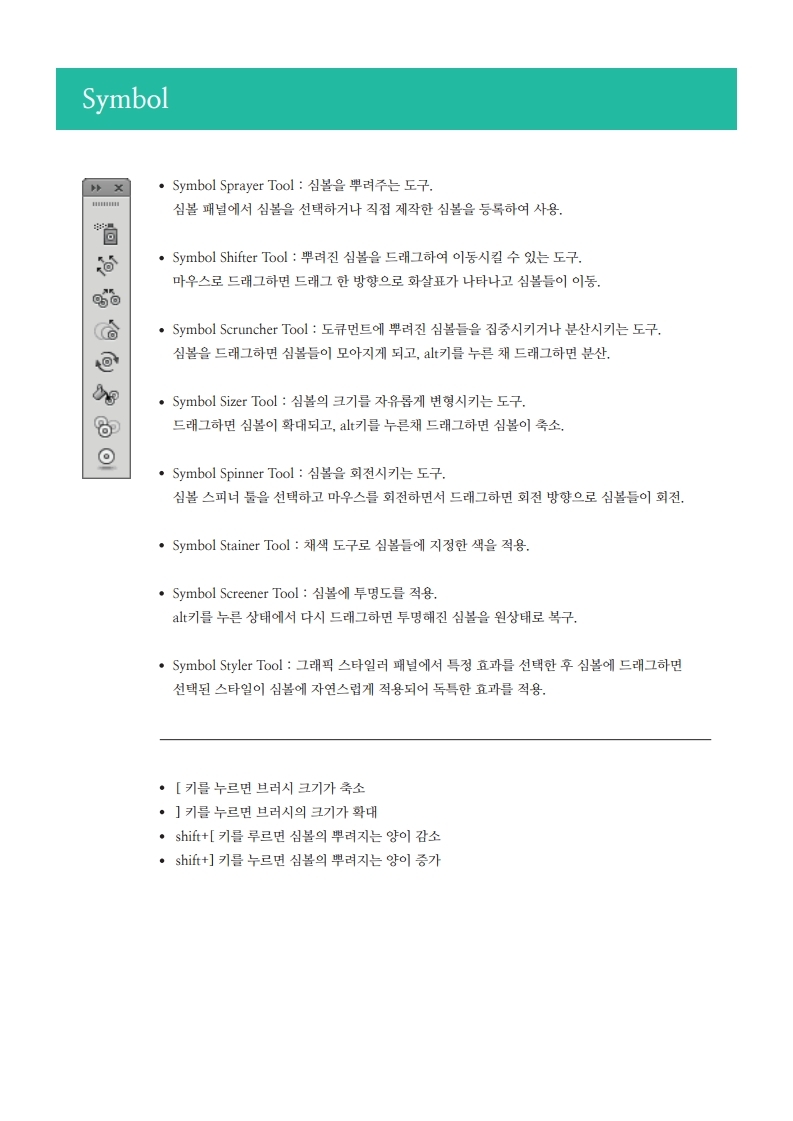 Symbol
• Symbol Sprayer Tool : 심볼을 뿌려주는 도구.
심볼 패널에서 심볼을 선택하거나 직접 제작한 심볼을 등록하여 사용.
• Symbol Shifter Tool : 뿌려진 심볼을 드래그하여 이동시킬 수 있는 도구.
마우스로 드래그하면 드래그 한 방향으로 화살표가 나타나고 심볼들이 이동.
• Symbol Scruncher Tool : 도큐먼트에 뿌려진 심볼들을 집중시키거나 분산시키는 도구.
심볼을 드래그하면 심볼들이 모아지게 되고, alt키를 누른 채 드래그하면 분산.
• Symbol Sizer Tool : 심볼의 크기를 자유롭게 변형시키는 도구.
드래그하면 심볼이 확대되고, alt키를 누른채 드래그하면 심볼이 축소.
• Symbol Spinner Tool : 심볼을 회전시키는 도구.
심볼 스피너 툴을 선택하고 마우스를 회전하면서 드래그하면 회전 방향으로 심볼들이 회전.
• Symbol Stainer Tool : 채색 도구로 심볼들에 지정한 색을 적용.
• Symbol Screener Tool : 심볼에 투명도를 적용.
alt키를 누른 상태에서 다시 드래그하면 투명해진 심볼을 원상태로 복구.
• Symbol Styler Tool : 그래픽 스타일러 패널에서 특정 효과를 선택한 후 심볼에 드래그하면
선택된 스타일이 심볼에 자연스럽게 적용되어 독특한 효과를 적용.
• [ 키를 누르면 브러시 크기가 축소
• ] 키를 누르면 브러시의 크기가 확대
• shift+[ 키를 루르면 심볼의 뿌려지는 양이 감소
• shift+] 키를 누르면 심볼의 뿌려지는 양이 증가